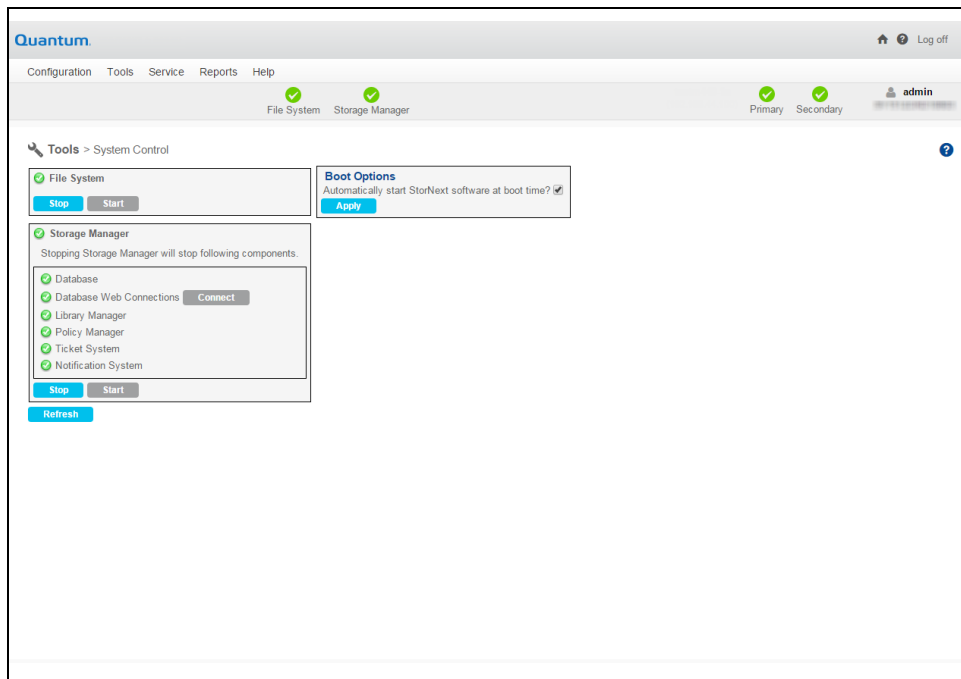 Quantum.
Log off
Configuration Tools Service Reports Help
File System Storage Manager
Primary Secondary
admin
Tools > System Control
File System
Stop Start
Boot Options
Automatically start StorNext software at boot time?
Apply
Storage Manager
Stopping Storage Manager will stop following components.
Database
Database Web Connections Connect
Library Manager
Policy Manager
Ticket System
Notification System
Stop Start
Refresh